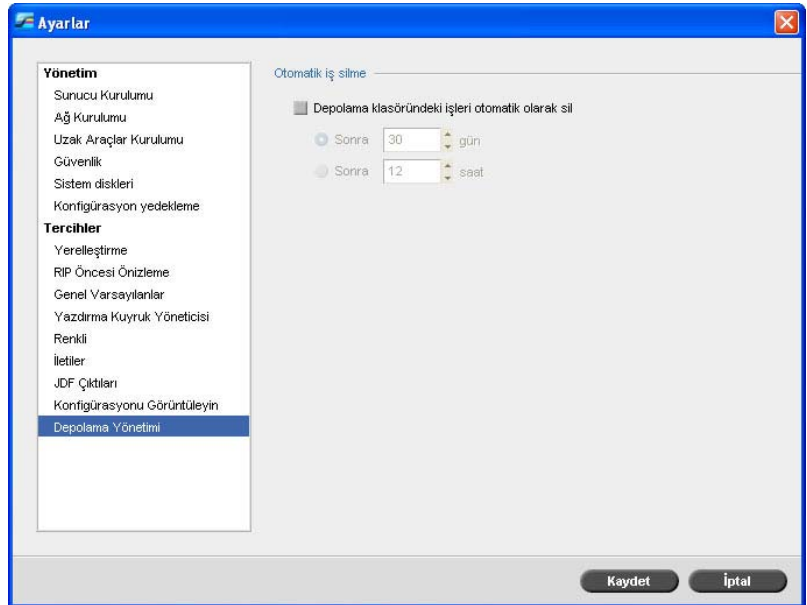 Ayarlar
Yönetim
Sunucu Kurulumu
Ağ Kurulumu
Uzak Araçlar Kurulumu
Güvenlik
Sistem diskleri
Konfigürasyon yedekleme
Tercihler
Yerelleştirme
RIP Öncesi Önizleme
Genel Varsayılanlar
Yazdırma Kuyruk Yöneticisi
Renkli
İletiler
JDF Çıktıları
Konfigürasyonu Görüntüleyin
Depolama Yönetimi
Otomatik iş silme
Depolama klasöründeki işleri otomatik olarak sil
Sonra 30 gün
Sonra 12 saat
Kaydet İptal